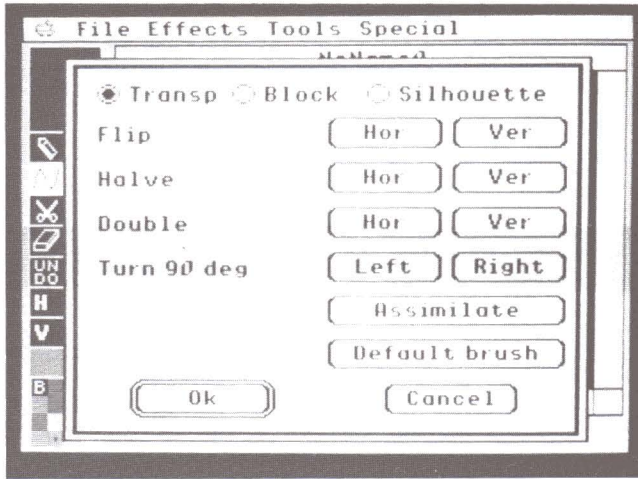 File Effects Tools Special
NoName0
Transp Block Silhouette
Flip Hor Ver
Halve Hor Ver
Double Hor Ver
Turn 90 deg Left Right
Assimilate
Default brush
Ok Cancel
UN
DO
H
V
B